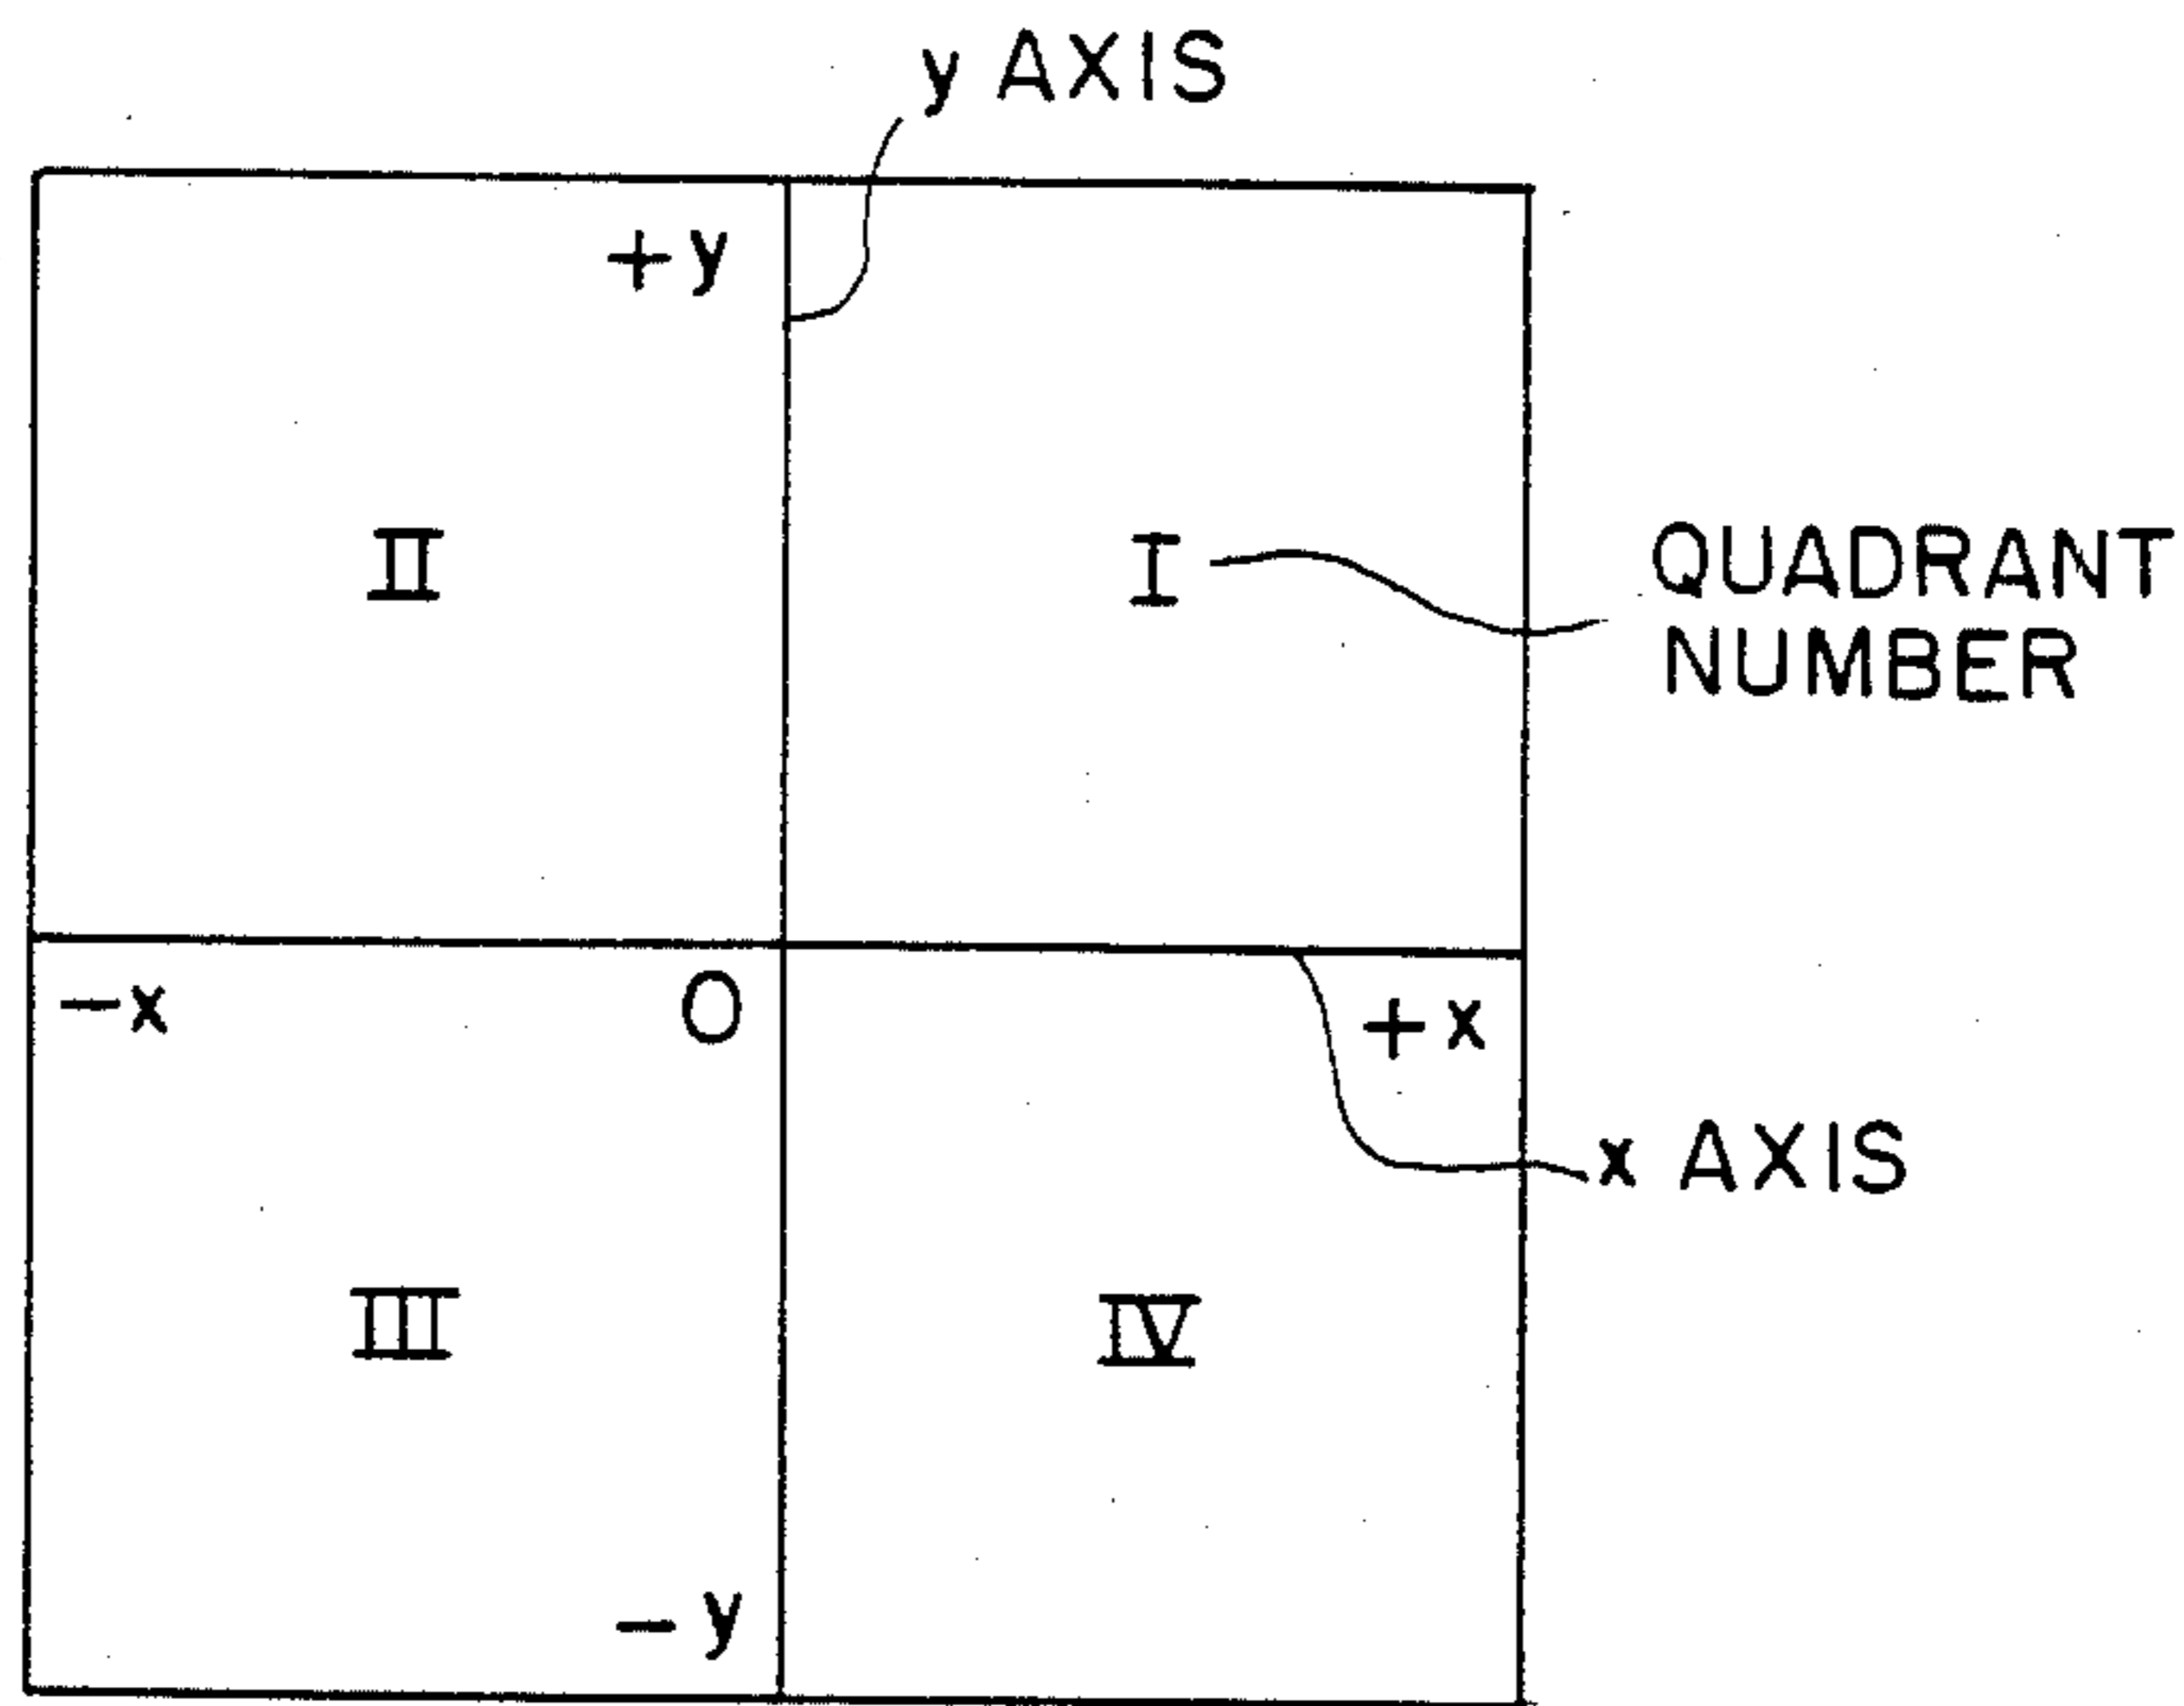 y AXIS
+y
II
I
QUADRANT
NUMBER
-x
O
+x
x AXIS
III
IV
-y